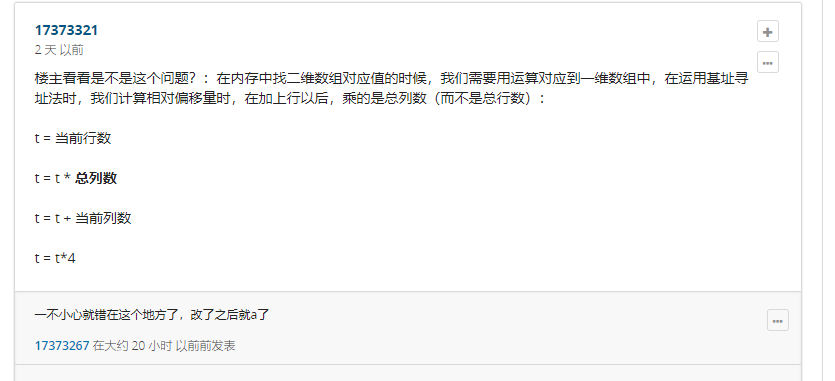 17373321
2 天 以前
楼主看看是不是这个问题？：在内存中找二维数组对应值的时候，我们需要用运算对应到一维数组中，在运用基址寻
址法时，我们计算相对偏移量时，在加上行以后，乘的是总列数（而不是总行数）：
t = 当前行数
t = t * 总列数
t = t + 当前列数
t = t*4
一不小心就错在这个地方了，改了之后就a了
17373267 在大约 20 小时 以前前发表